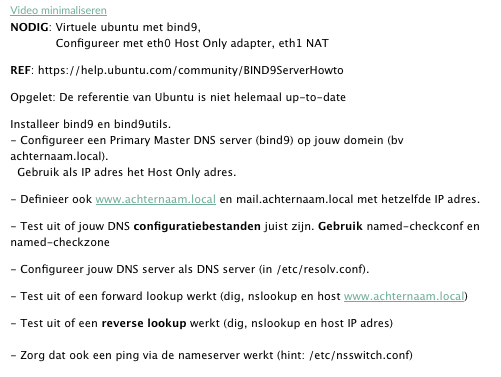 Video minimaliseren
NODIG: Virtuele ubuntu met bind9,
Configureer met eth0 Host Only adapter, eth1 NAT
REF: https://help.ubuntu.com/community/BIND9ServerHowto
Opgelet: De referentie van Ubuntu is niet helemaal up-to-date
Installeer bind9 en bind9utils.
- Configureer een Primary Master DNS server (bind9) op jouw domein (bv
achternaam.local).
Gebruik als IP adres het Host Only adres.
- Definieer ook www.achternaam.local en mail.achternaam.local met hetzelfde IP adres.
- Test uit of jouw DNS configuratiebestanden juist zijn. Gebruik named-checkconf en
named-checkzone
- Configureer jouw DNS server als DNS server (in /etc/resolv.conf).
- Test uit of een forward lookup werkt (dig, nslookup en host www.achternaam.local)
- Test uit of een reverse lookup werkt (dig, nslookup en host IP adres)
- Zorg dat ook een ping via de nameserver werkt (hint: /etc/nsswitch.conf)